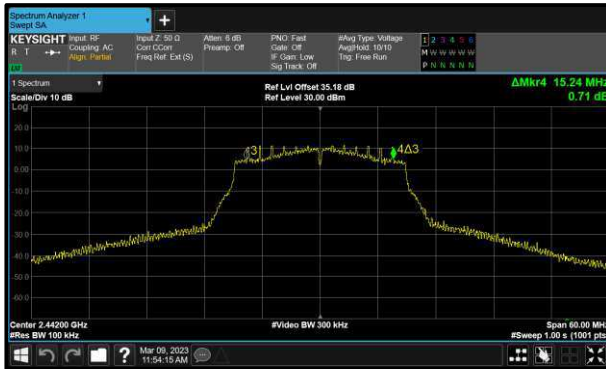 Spectrum Analyzer 1
Swept SA
+
KEYSIGHT
R T
LXI
Input: RF
Coupling: AC
Align: Partial
Input Z: 50 Ω
Corr CCorr
Freq Ref: Ext (S)
Atten: 6 dB
Preamp: Off
PNO: Fast
Gate: Off
IF Gain: Low
Sig Track: Off
#Avg Type: Voltage
Avg|Hold: 10/10
Trig: Free Run
1 2 3 4 5 6
M W W W W W
P N N N N N
1 Spectrum
Scale/Div 10 dB
Log
Ref Lvl Offset 35.18 dB
Ref Level 30.00 dBm
ΔMkr4 15.24 MHz
0.71 dB
20.0
10.0
0.00
-10.0
-20.0
-30.0
-40.0
-50.0
-60.0
3
4Δ3
Center 2.44200 GHz
#Res BW 100 kHz
#Video BW 300 kHz
Span 60.00 MHz
#Sweep 1.00 s (1001 pts)
?
Mar 09, 2023
11:54:15 AM